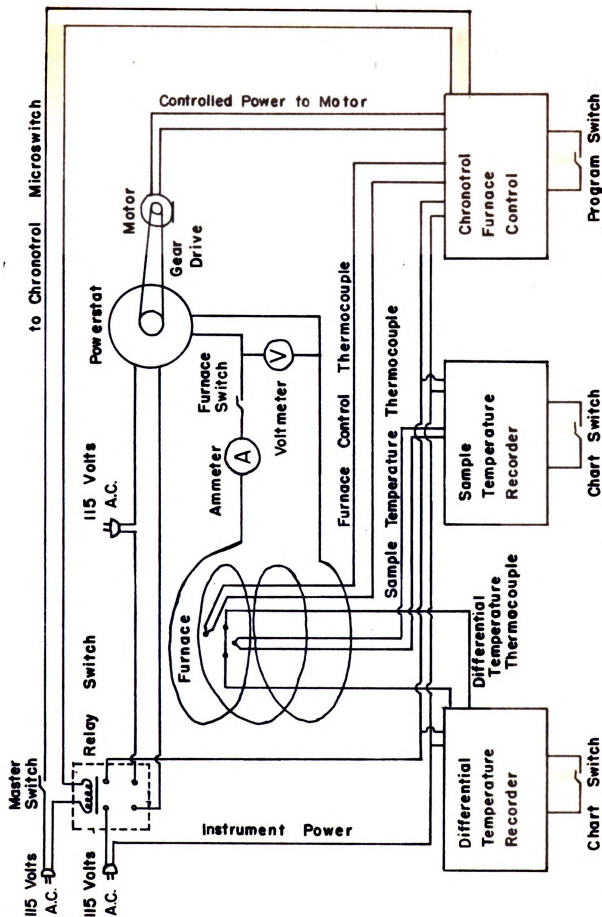 115 Volts
A.C.
Master
Switch
to Chronotrol Microswitch
115 Volts
A.C.
Relay Switch
115 Volts
A.C.
Powerstat
Motor
Gear
Drive
Controlled Power to Motor
Furnace
Ammeter
A
Furnace
Switch
Voltmeter
V
Instrument Power
Furnace Control Thermocouple
Sample Temperature Thermocouple
Differential
Temperature
Thermocouple
Differential
Temperature
Recorder
Sample
Temperature
Recorder
Chronotrol
Furnace
Control
Chart Switch
Chart Switch
Program Switch